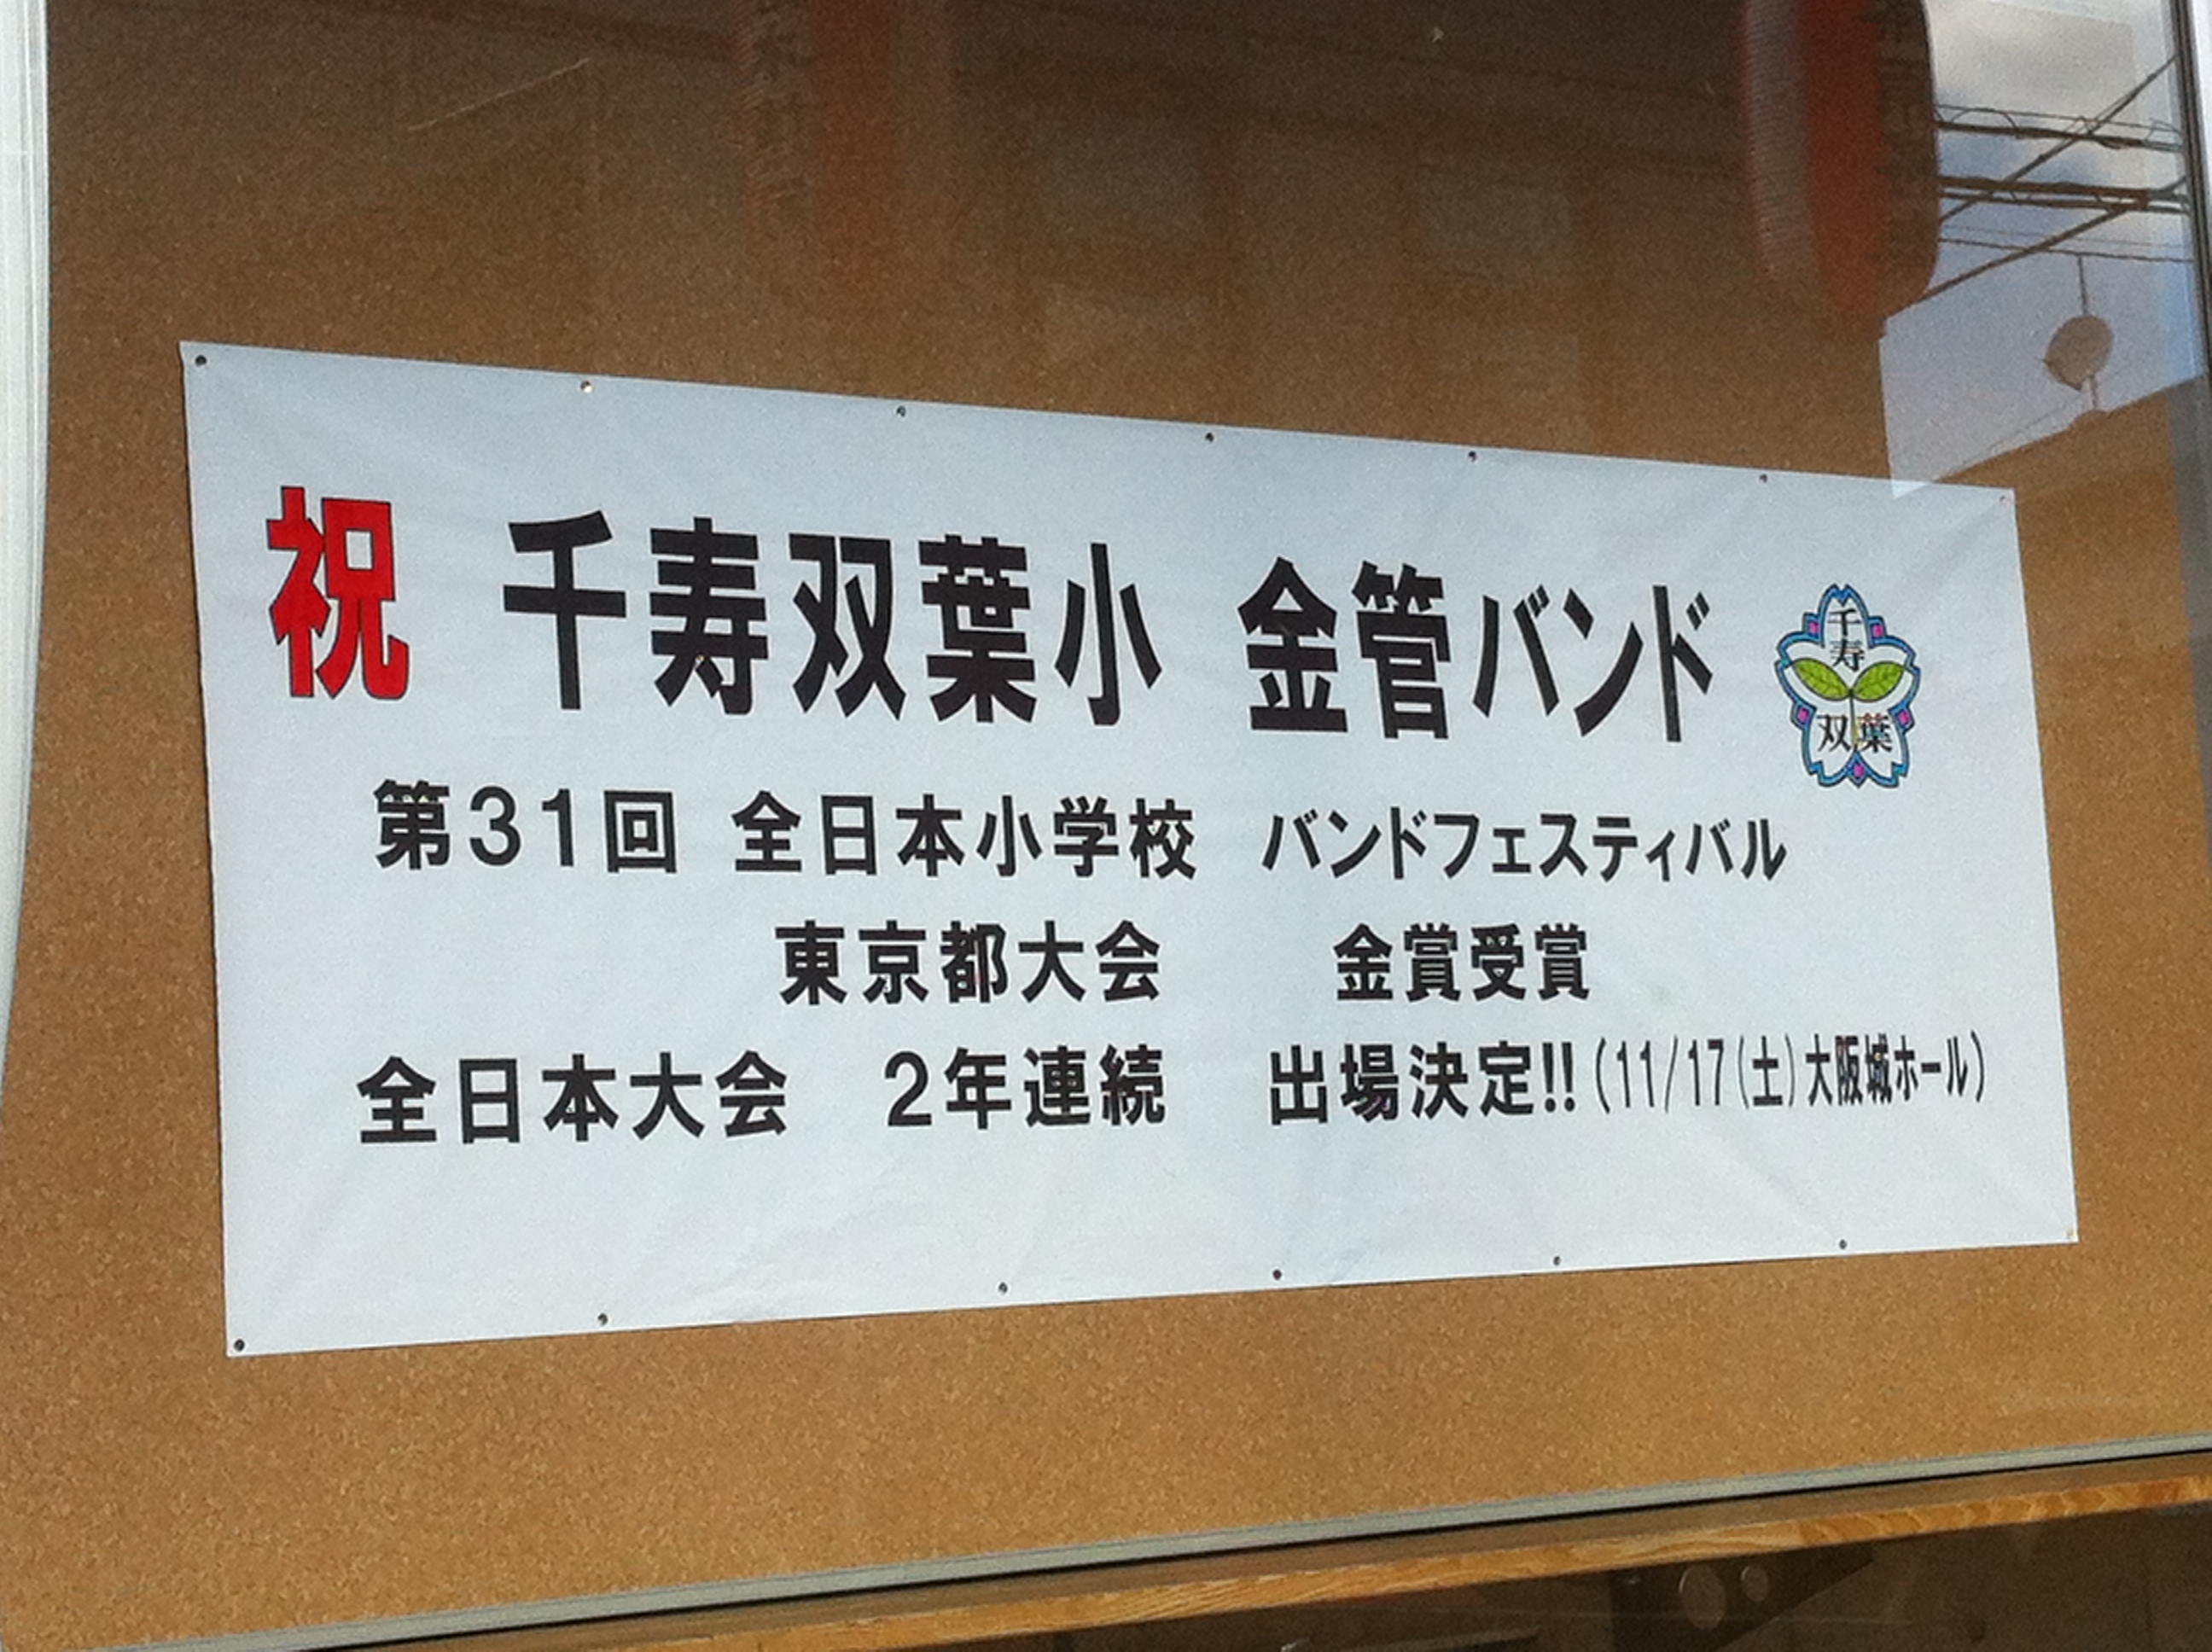 祝 千寿双葉小 金管バンド
千寿
双葉
第31回 全日本小学校 バンドフェスティバル
東京都大会 金賞受賞
全日本大会 2年連続 出場決定!!(11/17(土)大阪城ホール)